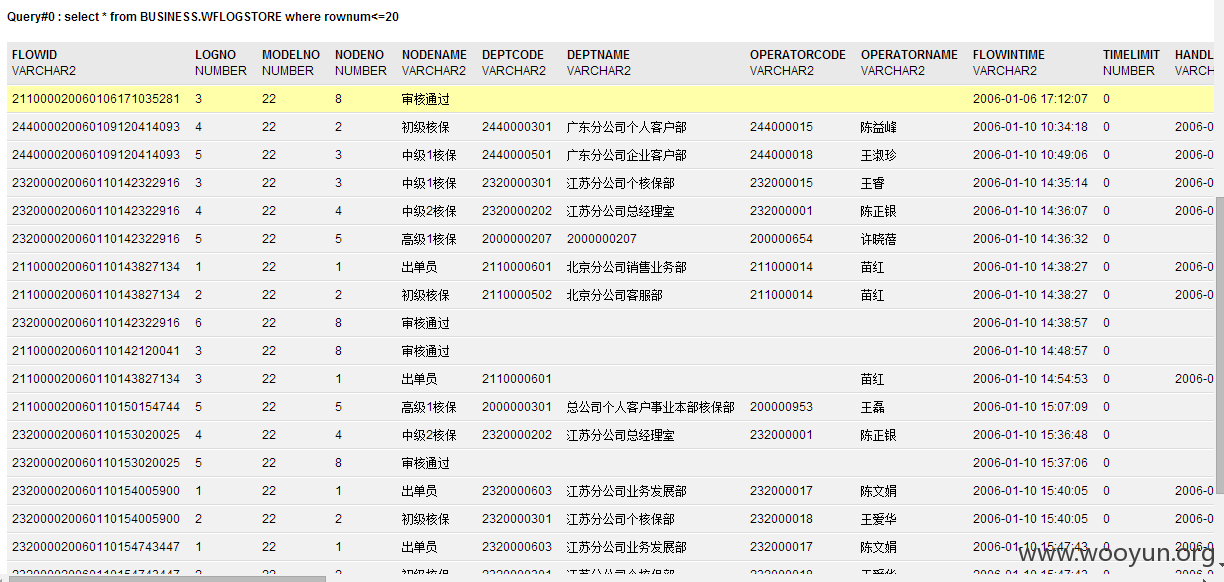 Query#0 : select * from BUSINESS.WFLOGSTORE where rownum<=20
FLOWID LOGNO MODELNO NODENO NODENAME DEPTCODE DEPTNAME OPERATORCODE OPERATORNAME FLOWINTIME TIMELIMIT HANDL
VARCHAR2 NUMBER NUMBER NUMBER VARCHAR2 VARCHAR2 VARCHAR2 VARCHAR2 VARCHAR2 VARCHAR2 NUMBER VARCH
211000020060106171035281 3 22 8 审核通过 2006-01-06 17:12:07 0
244000020060109120414093 4 22 2 初级核保 2440000301 广东分公司个人客户部 244000015 陈益峰 2006-01-10 10:34:18 0 2006-0
244000020060109120414093 5 22 3 中级1核保 2440000501 广东分公司企业客户部 244000018 王淑珍 2006-01-10 10:49:06 0 2006-0
232000020060110142322916 3 22 3 中级1核保 2320000301 江苏分公司个核保部 232000015 王睿 2006-01-10 14:35:14 0 2006-0
232000020060110142322916 4 22 4 中级2核保 2320000202 江苏分公司总经理室 232000001 陈正银 2006-01-10 14:36:07 0 2006-0
232000020060110142322916 5 22 5 高级1核保 2000000207 2000000207 200000654 许晓蓓 2006-01-10 14:36:32 0
211000020060110143827134 1 22 1 出单员 2110000601 北京分公司销售业务部 211000014 苗红 2006-01-10 14:38:27 0 2006-0
211000020060110143827134 2 22 2 初级核保 2110000502 北京分公司客服部 211000014 苗红 2006-01-10 14:38:27 0 2006-0
232000020060110142322916 6 22 8 审核通过 2006-01-10 14:38:57 0
211000020060110142120041 3 22 8 审核通过 2006-01-10 14:48:57 0
211000020060110143827134 3 22 1 出单员 2110000601 苗红 2006-01-10 14:54:53 0 2006-0
211000020060110150154744 5 22 5 高级1核保 2000000301 总公司个人客户事业本部核保部 200000953 王磊 2006-01-10 15:07:09 0
232000020060110153020025 4 22 4 中级2核保 2320000202 江苏分公司总经理室 232000001 陈正银 2006-01-10 15:36:48 0
232000020060110153020025 5 22 8 审核通过 2006-01-10 15:37:06 0
232000020060110154005900 1 22 1 出单员 2320000603 江苏分公司业务发展部 232000017 陈文娟 2006-01-10 15:40:05 0 2006-0
232000020060110154005900 2 22 2 初级核保 2320000301 江苏分公司个核保部 232000018 王爱华 2006-01-10 15:40:05 0 2006-0
232000020060110154743447 1 22 1 出单员 2320000603 江苏分公司业务发展部 232000017 陈文娟 2006-01-10 15:47:43 0 2006-0
www.wooyun.org